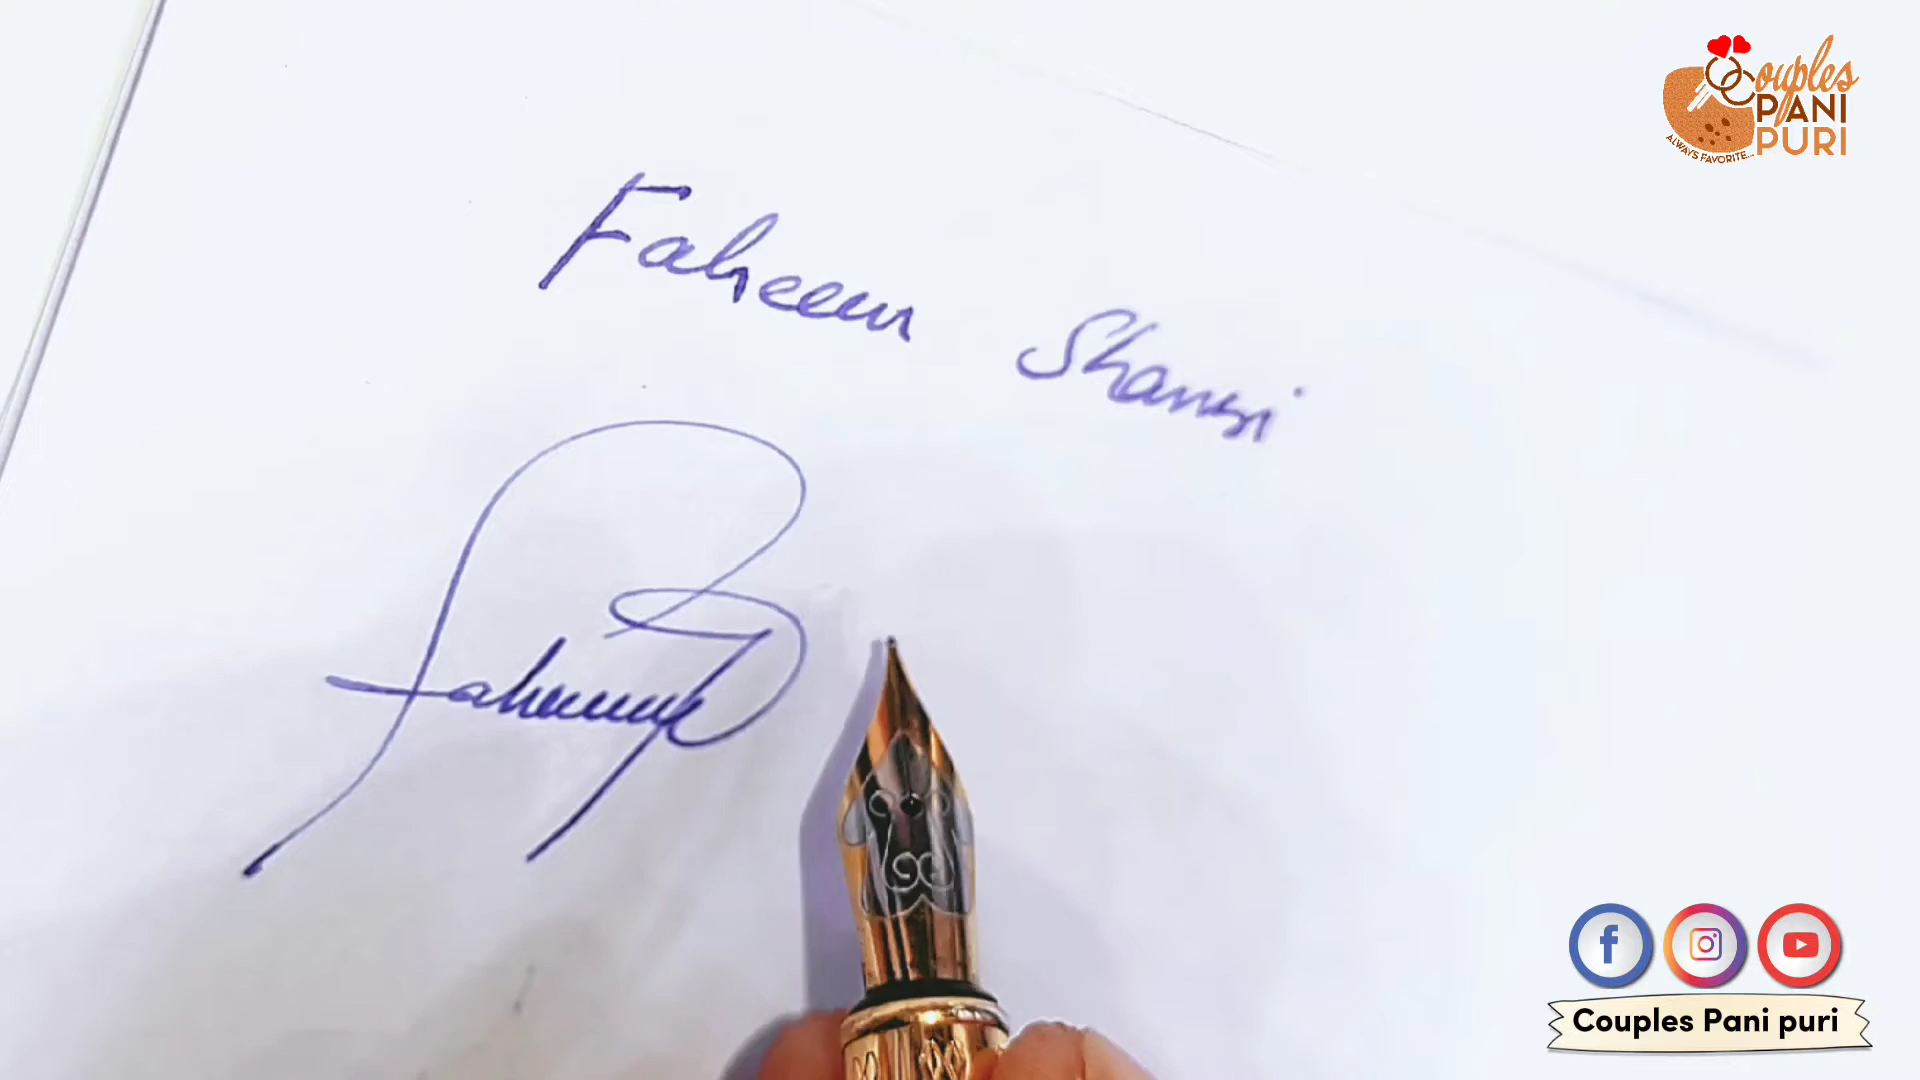 Couples
PANI
PURI
ALWAYS FAVORITE...
Faheem Shamsi
Couples Pani puri